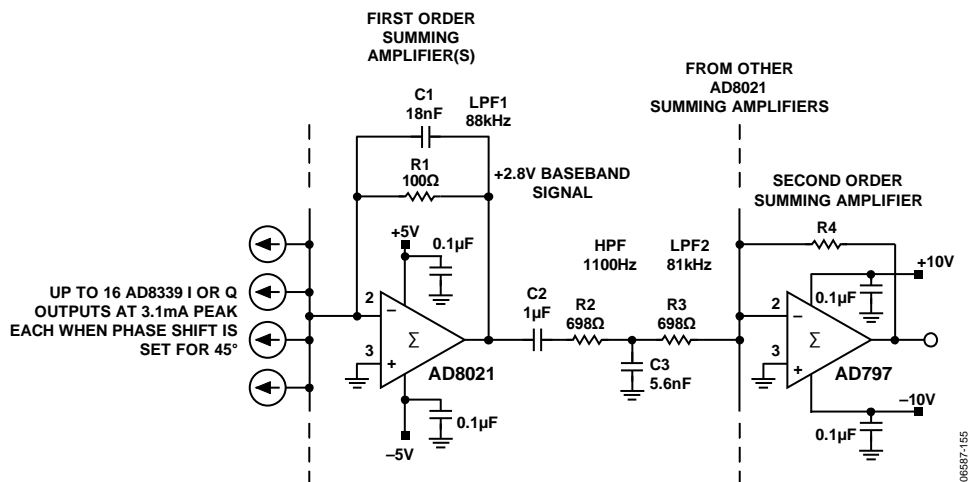 FIRST ORDER
SUMMING
AMPLIFIER(S)
FROM OTHER
AD8021
SUMMING AMPLIFIERS
C1
18nF
LPF1
88kHz
R1
100Ω
+2.8V BASEBAND
SIGNAL
SECOND ORDER
SUMMING AMPLIFIER
R4
+5V
0.1µF
HPF
1100Hz
LPF2
81kHz
+10V
0.1µF
UP TO 16 AD8339 I OR Q
OUTPUTS AT 3.1mA PEAK
EACH WHEN PHASE SHIFT IS
SET FOR 45°
2
–
Σ
3
+
AD8021
C2
1µF
R2
698Ω
R3
698Ω
C3
5.6nF
2
–
Σ
3
+
AD797
0.1µF
–5V
–10V
0.1µF
06587-155